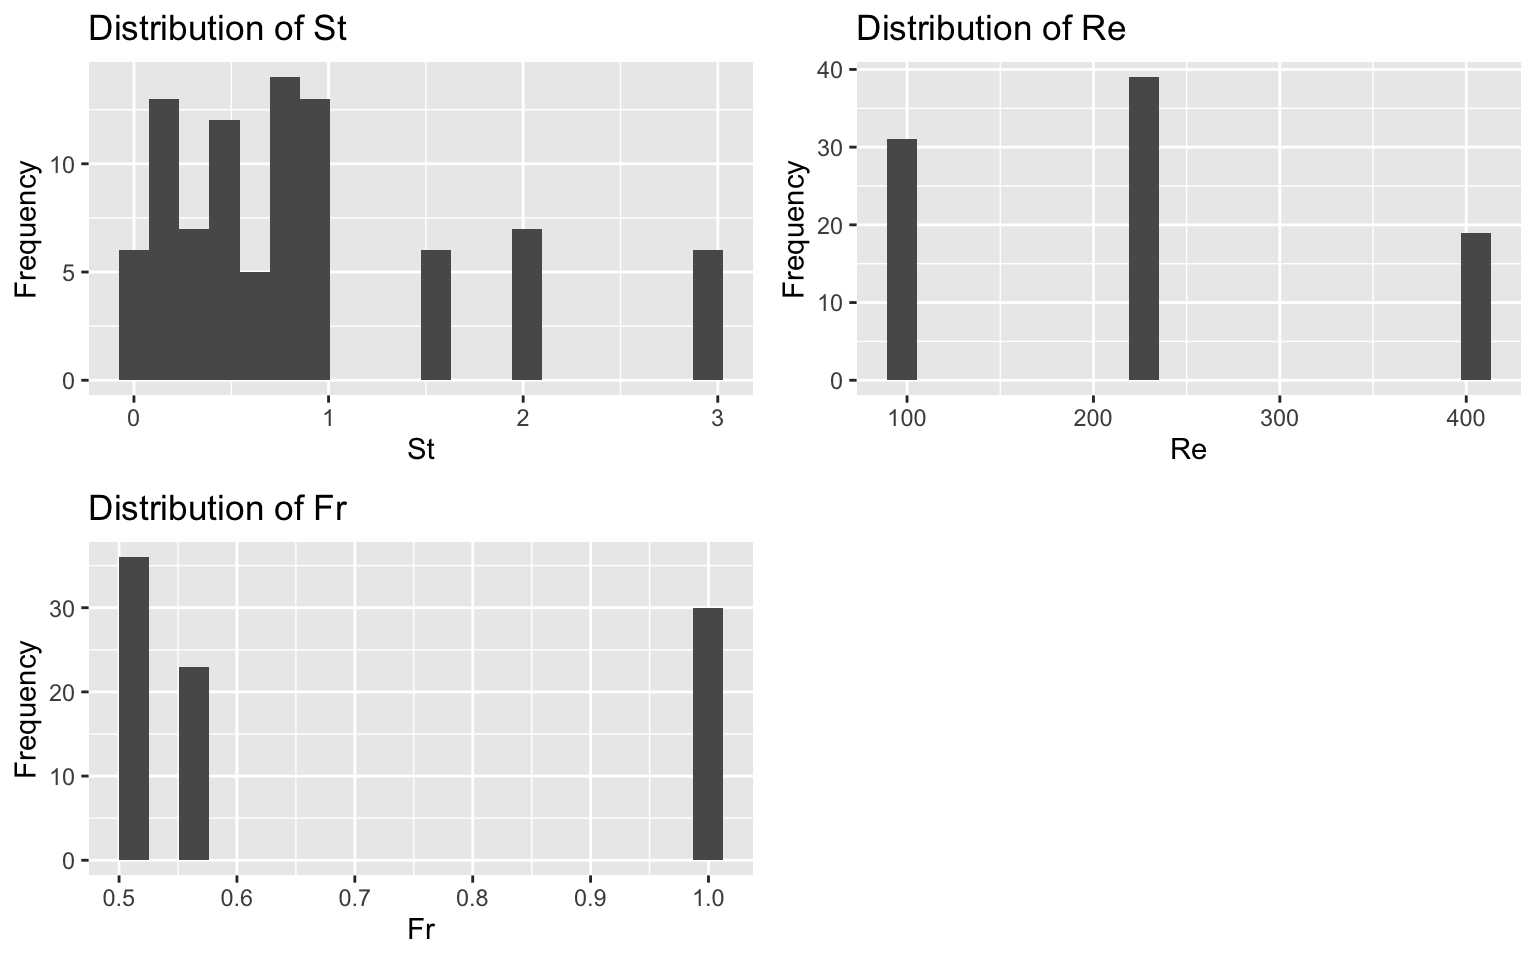 Distribution of St
Frequency
10
5
0
0 1 2 3
St
Distribution of Re
Frequency
40
30
20
10
0
100 200 300 400
Re
Distribution of Fr
Frequency
30
20
10
0
0.5 0.6 0.7 0.8 0.9 1.0
Fr